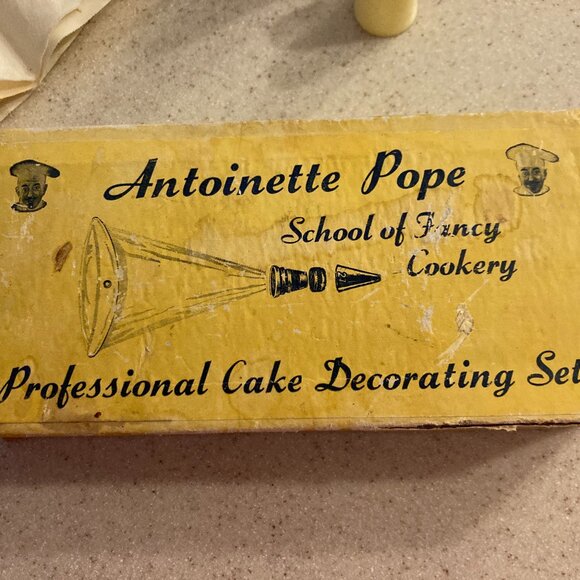 Antoinette Pope
School of Fancy
Cookery
Professional Cake Decorating Set